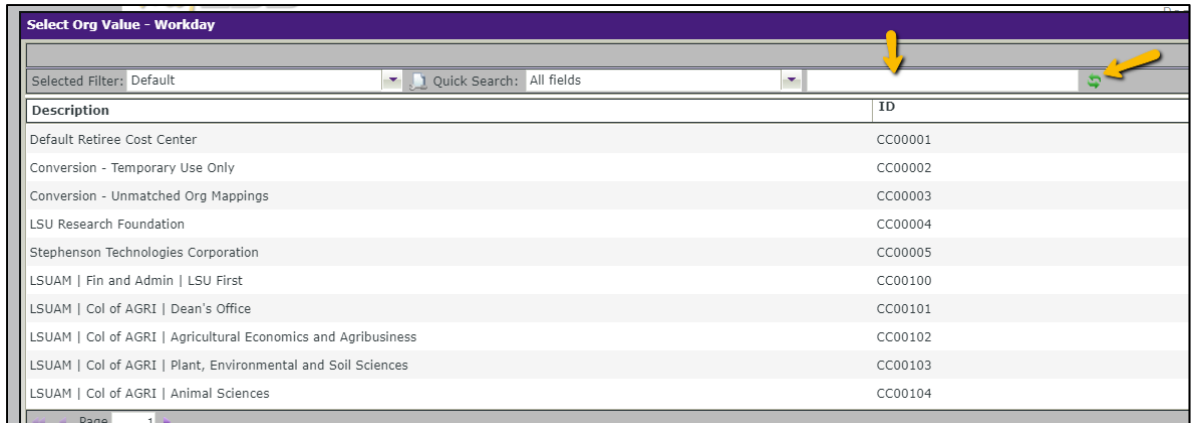 Select Org Value - Workday
Selected Filter: Default Quick Search: All fields
Description ID
Default Retiree Cost Center CC00001
Conversion - Temporary Use Only CC00002
Conversion - Unmatched Org Mappings CC00003
LSU Research Foundation CC00004
Stephenson Technologies Corporation CC00005
LSUAM | Fin and Admin | LSU First CC00100
LSUAM | Col of AGRI | Dean's Office CC00101
LSUAM | Col of AGRI | Agricultural Economics and Agribusiness CC00102
LSUAM | Col of AGRI | Plant, Environmental and Soil Sciences CC00103
LSUAM | Col of AGRI | Animal Sciences CC00104
Page 1